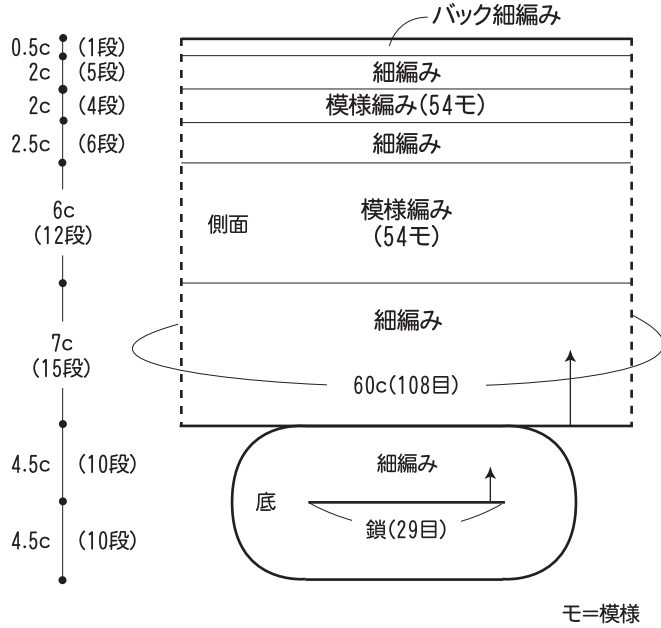 バック細編み
0.5c (1段)
2c (5段)
細編み
2c (4段)
模様編み(54モ)
2.5c (6段)
細編み
6c
(12段)
側面
模様編み
(54モ)
細編み
7c
(15段)
60c(108目)
4.5c (10段)
細編み
底
鎖(29目)
4.5c (10段)
モ=模様